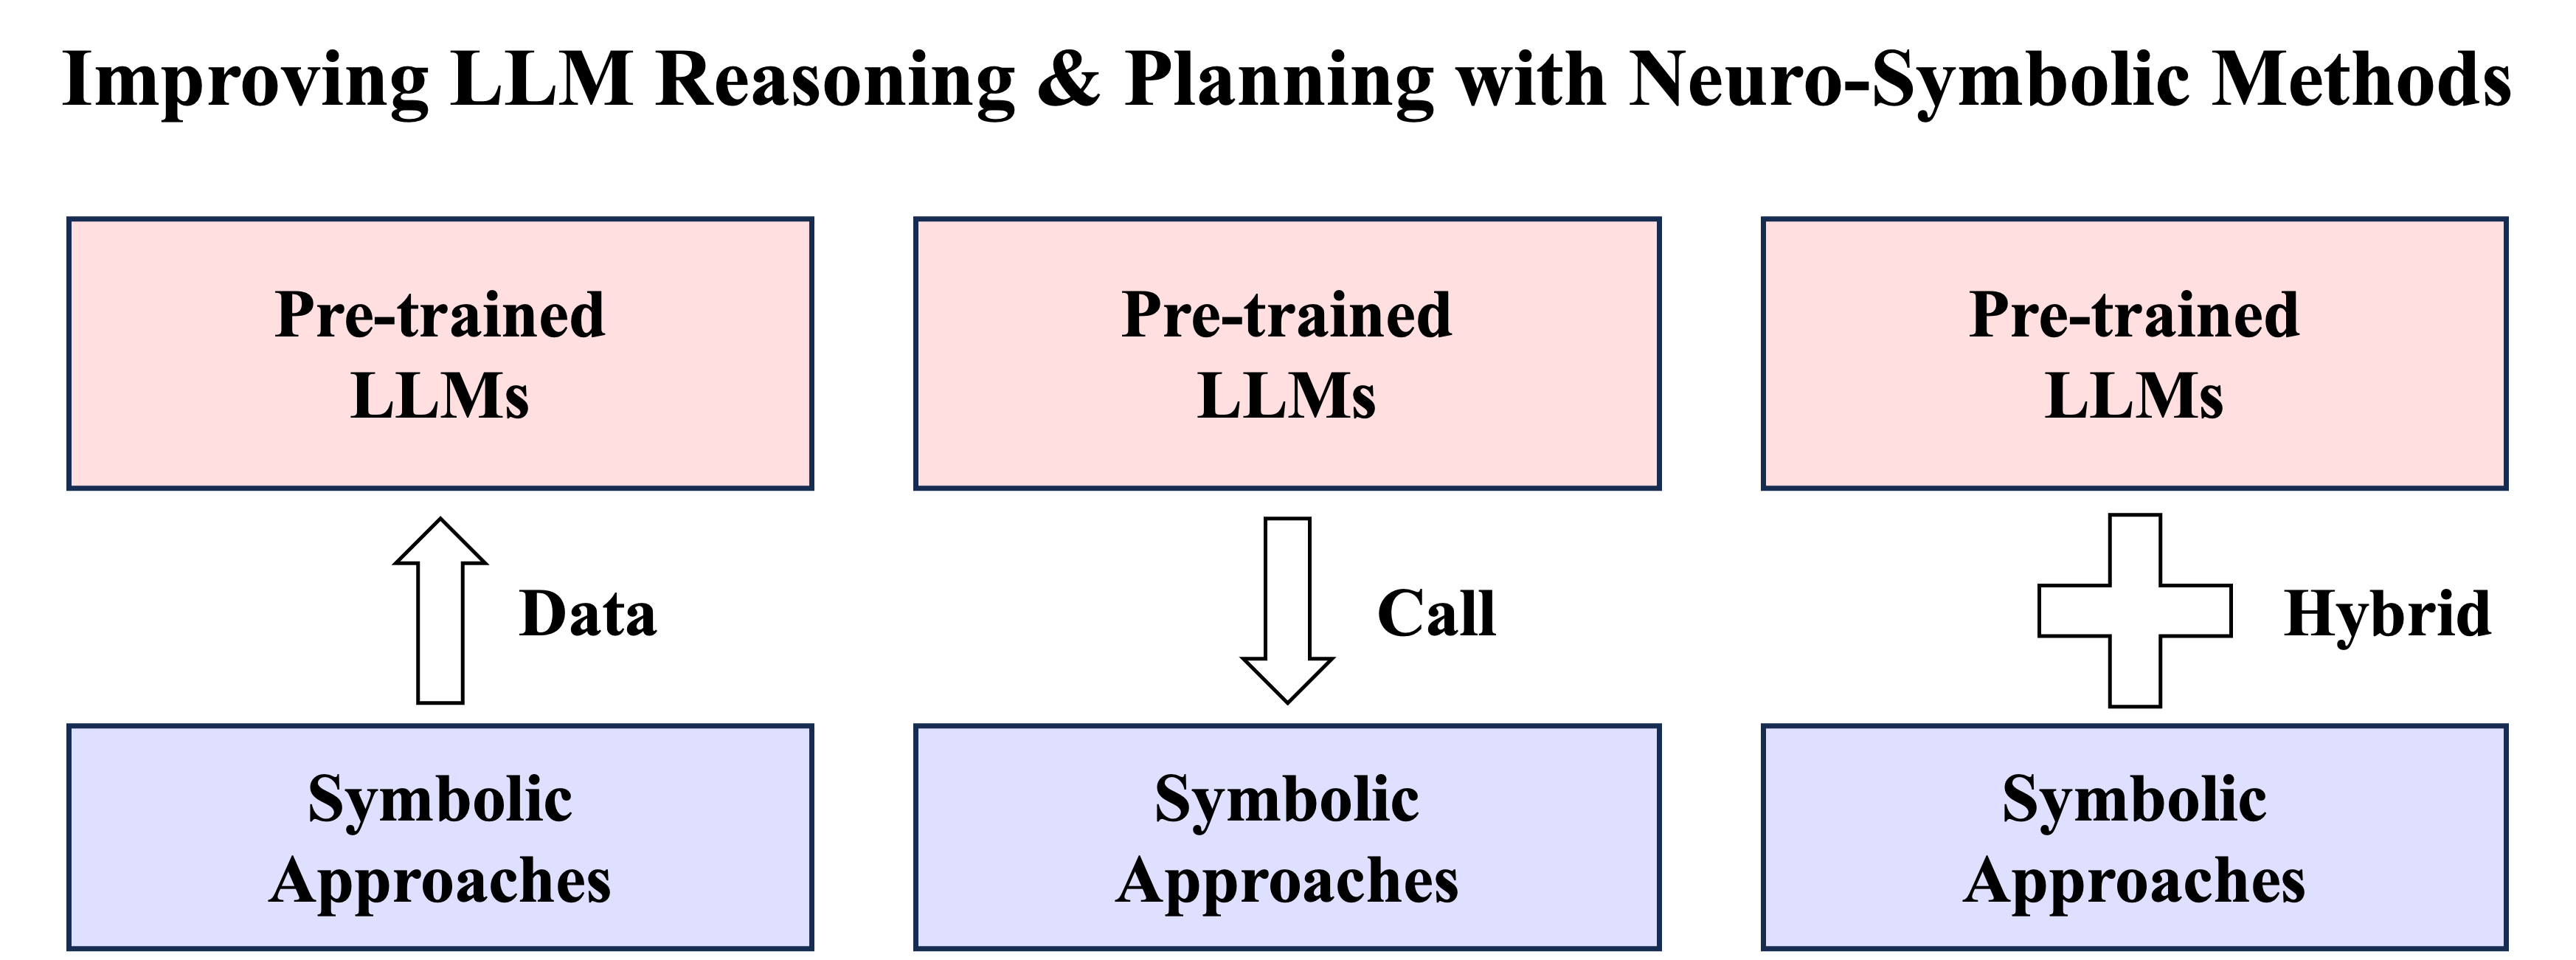 Improving LLM Reasoning & Planning with Neuro-Symbolic Methods
Pre-trained
LLMs
Data
Symbolic
Approaches
Pre-trained
LLMs
Call
Symbolic
Approaches
Pre-trained
LLMs
Hybrid
Symbolic
Approaches